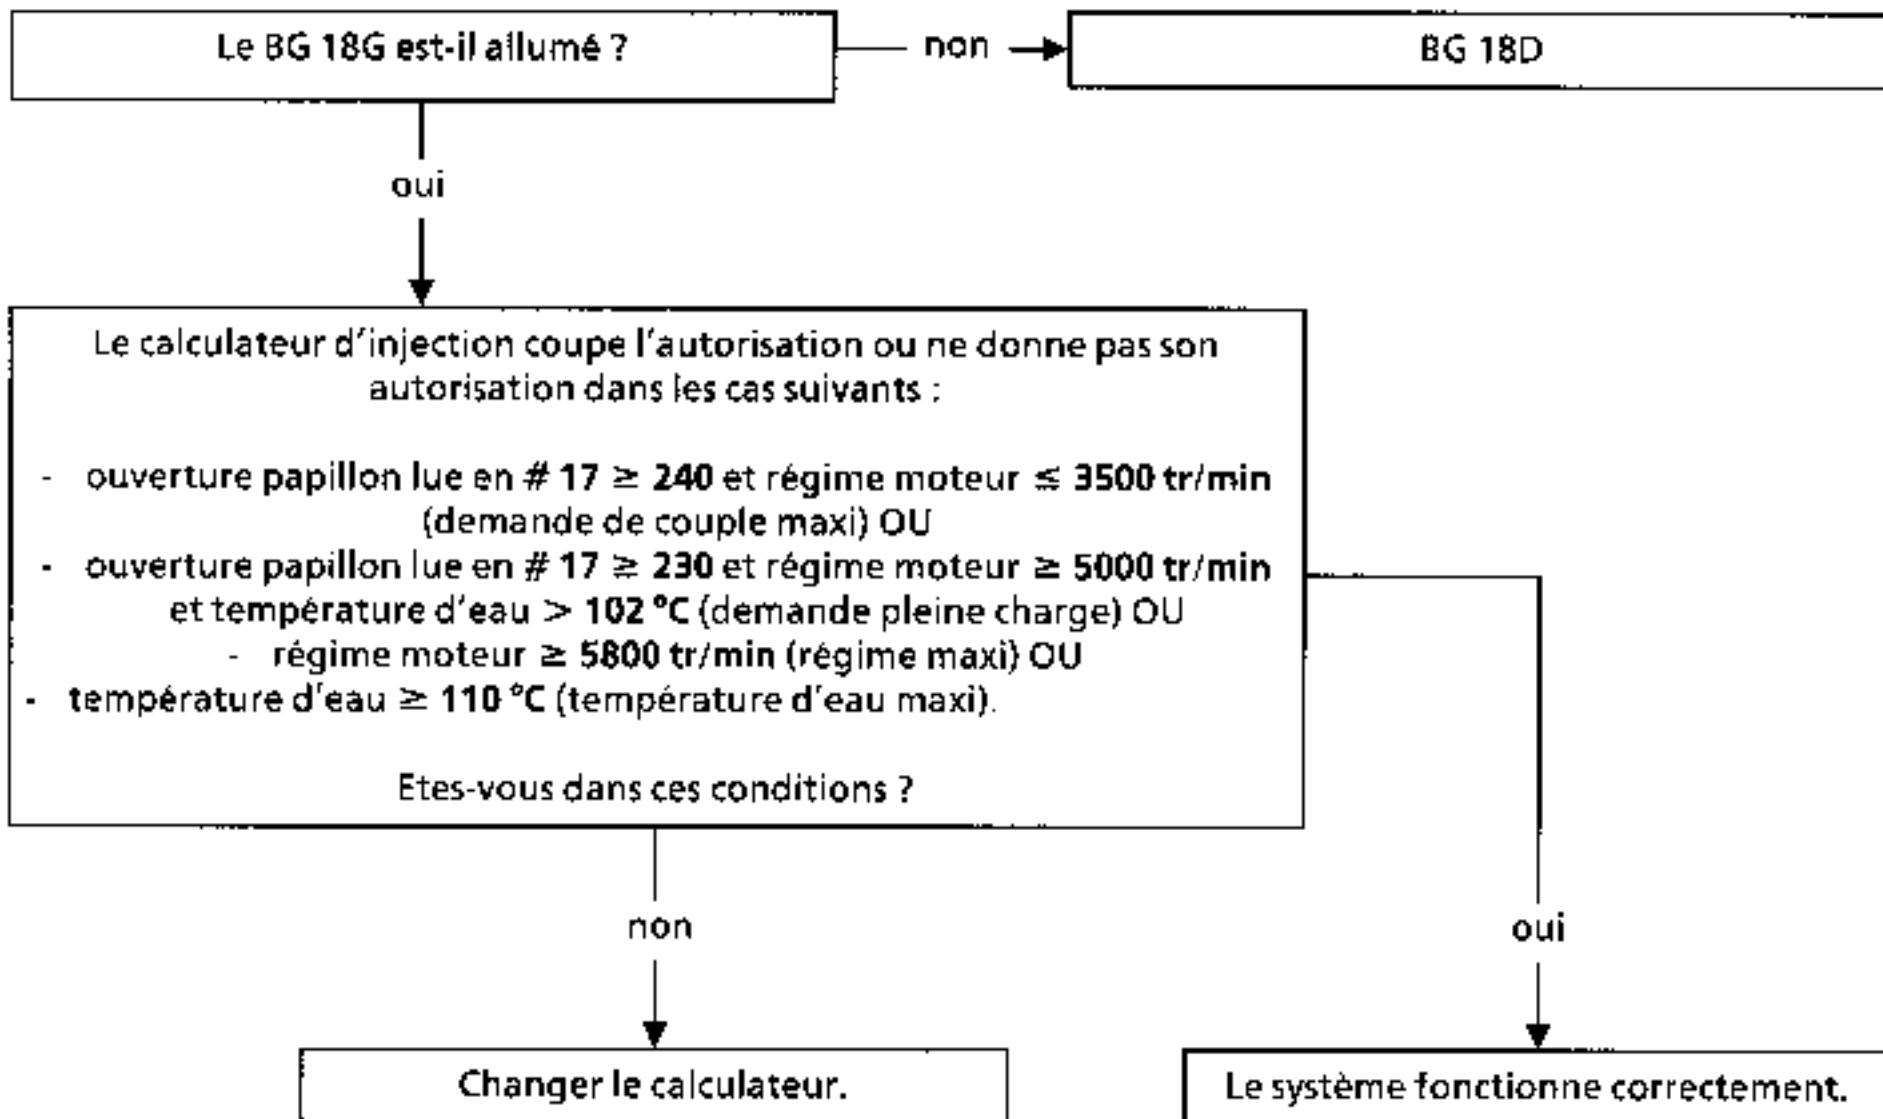 Le BG 18G est-il allumé ?
non
BG 18D
oui
Le calculateur d'injection coupe l'autorisation ou ne donne pas son
autorisation dans les cas suivants :
- ouverture papillon lue en # 17 ≥ 240 et régime moteur ≤ 3500 tr/min
(demande de couple maxi) OU
- ouverture papillon lue en # 17 ≥ 230 et régime moteur ≥ 5000 tr/min
et température d'eau > 102 °C (demande pleine charge) OU
- régime moteur ≥ 5800 tr/min (régime maxi) OU
- température d'eau ≥ 110 °C (température d'eau maxi).
Etes-vous dans ces conditions ?
non
oui
Changer le calculateur.
Le système fonctionne correctement.